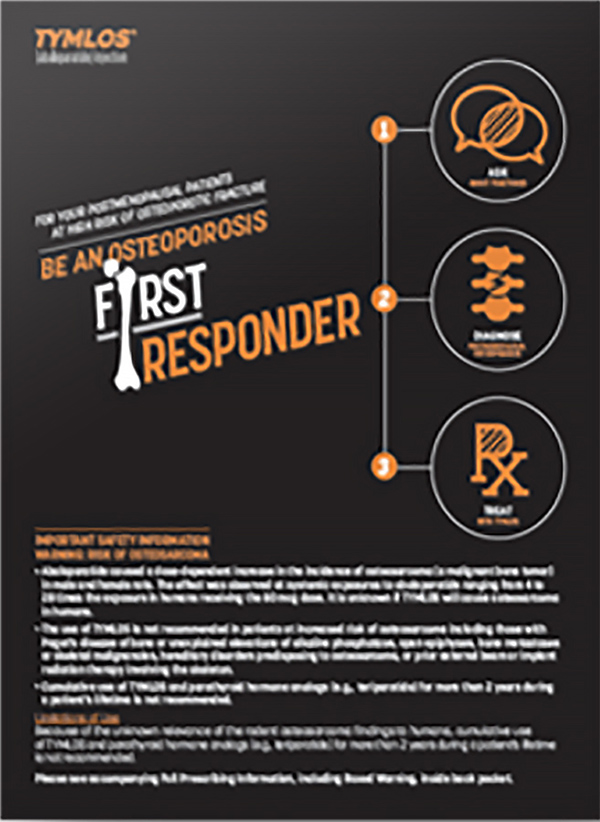 TYMLOS®
(abaloparatide) injection
FOR YOUR POSTMENOPAUSAL PATIENTS
AT HIGH RISK OF OSTEOPOROTIC FRACTURE
BE AN OSTEOPOROSIS
FIRST
RESPONDER
1
ASK
ABOUT FRACTURES
2
DIAGNOSE
POSTMENOPAUSAL
OSTEOPOROSIS
3
Rx
TREAT
WITH TYMLOS
IMPORTANT SAFETY INFORMATION
WARNING: RISK OF OSTEOSARCOMA
• Abaloparatide caused a dose-dependent increase in the incidence of osteosarcoma (a malignant bone tumor)
in male and female rats. The effect was observed at systemic exposures to abaloparatide ranging from 4 to
28 times the exposure in humans receiving the 80 mcg dose. It is unknown if TYMLOS will cause osteosarcoma
in humans.
• The use of TYMLOS is not recommended in patients at increased risk of osteosarcoma including those with
Paget's disease of bone or unexplained elevations of alkaline phosphatase, open epiphyses, bone metastases
or skeletal malignancies, hereditary disorders predisposing to osteosarcoma, or prior external beam or implant
radiation therapy involving the skeleton.
• Cumulative use of TYMLOS and parathyroid hormone analogs (e.g., teriparatide) for more than 2 years during
a patient's lifetime is not recommended.
Limitations of Use
Because of the unknown relevance of the rodent osteosarcoma findings to humans, cumulative use
of TYMLOS and parathyroid hormone analogs (e.g., teriparatide) for more than 2 years during a patient's lifetime
is not recommended.
Please see accompanying Full Prescribing Information, including Boxed Warning, inside back pocket.